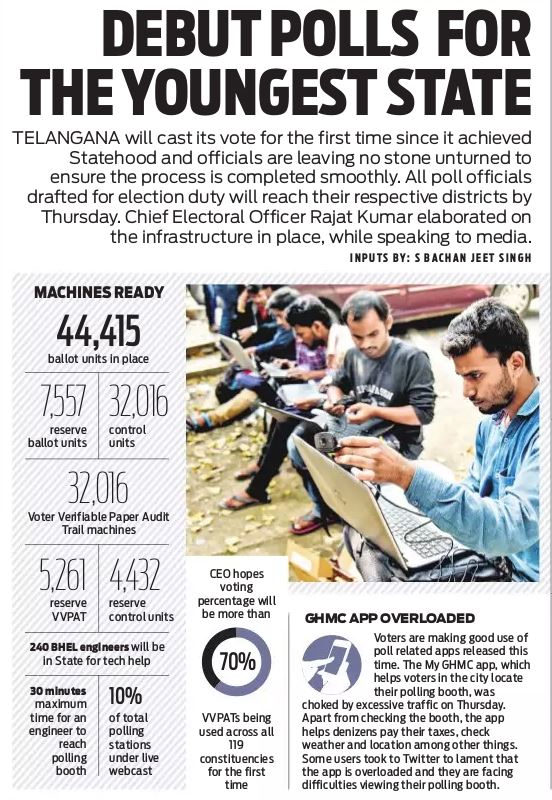 DEBUT POLLS FOR
THE YOUNGEST STATE
TELANGANA will cast its vote for the first time since it achieved
Statehood and officials are leaving no stone unturned to
ensure the process is completed smoothly. All poll officials
drafted for election duty will reach their respective districts by
Thursday. Chief Electoral Officer Rajat Kumar elaborated on
the infrastructure in place, while speaking to media.
INPUTS BY: S BACHAN JEET SINGH
MACHINES READY
44,415
ballot units in place
7,557
reserve
ballot units
32,016
control
units
32,016
Voter Verifiable Paper Audit
Trail machines
5,261
reserve
VVPAT
4,432
reserve
control units
240 BHEL engineers will be
in State for tech help
30 minutes
maximum
time for an
engineer to
reach
polling
booth
10%
of total
polling
stations
under live
webcast
CEO hopes
voting
percentage will
be more than
70%
VVPATs being
used across all
119
constituencies
for the first
time
GHMC APP OVERLOADED
Voters are making good use of
poll related apps released this
time. The My GHMC app, which
helps voters in the city locate
their polling booth, was
choked by excessive traffic on Thursday.
Apart from checking the booth, the app
helps denizens pay their taxes, check
weather and location among other things.
Some users took to Twitter to lament that
the app is overloaded and they are facing
difficulties viewing their polling booth.